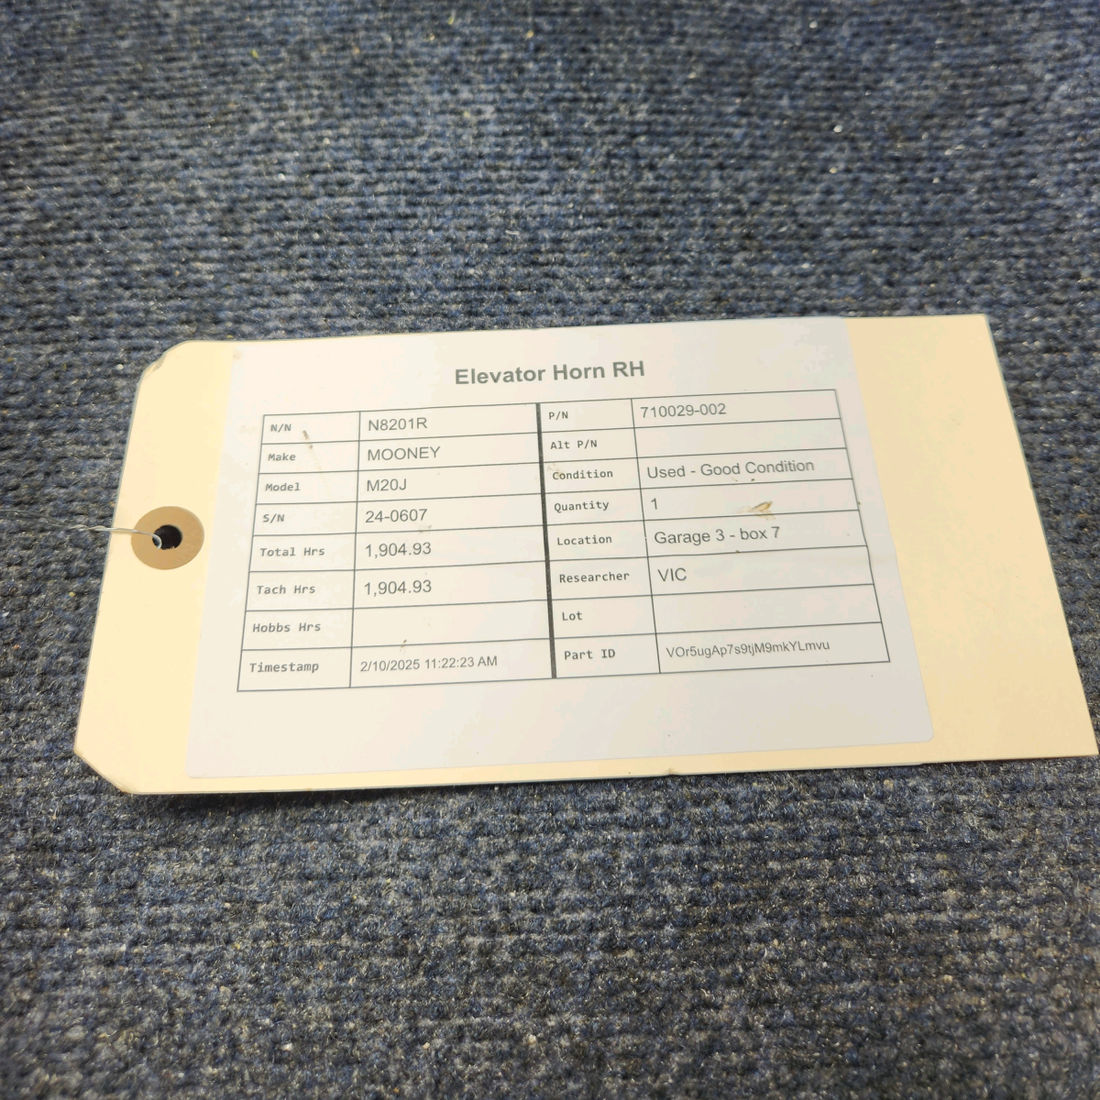 Elevator Horn RH
N/N N8201R P/N 710029-002
Make MOONEY Alt P/N
Model M20J Condition Used - Good Condition
S/N 24-0607 Quantity 1
Total Hrs 1,904.93 Location Garage 3 - box 7
Tach Hrs 1,904.93 Researcher VIC
Hobbs Hrs Lot
Timestamp 2/10/2025 11:22:23 AM Part ID VOr5ugAp7s9tjM9mkYLmvu